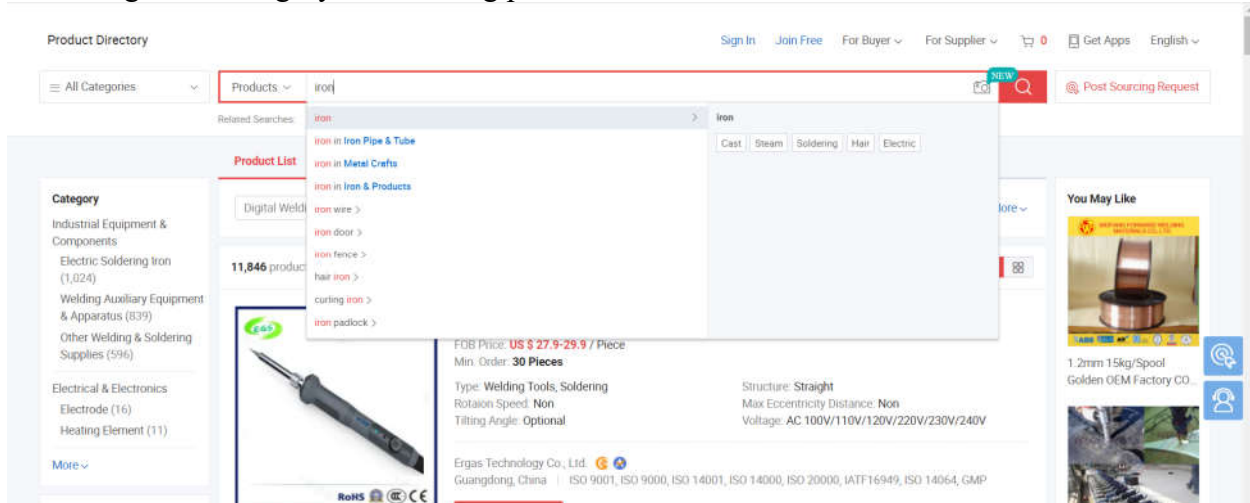 Product Directory
Sign In Join Free For Buyer For Supplier 0 Get Apps English
All Categories
Products iron
NEW
Post Sourcing Request
Related Searches:
iron
iron in Iron Pipe & Tube
iron in Metal Crafts
iron in Iron & Products
iron wire >
iron door >
iron fence >
hair iron >
curling iron >
iron padlock >
iron
Cast Steam Soldering Hair Electric
Product List
Category
Industrial Equipment &
Components
Electric Soldering Iron
(1,024)
Welding Auxiliary Equipment
& Apparatus (839)
Other Welding & Soldering
Supplies (596)
Electrical & Electronics
Electrode (16)
Heating Element (11)
More
Digital Weldi
lore
11,846 produc
FOB Price: US $ 27.9-29.9 / Piece
Min. Order: 30 Pieces
Type: Welding Tools, Soldering
Structure: Straight
Rotaion Speed: Non
Max Eccentricity Distance: Non
Tilting Angle: Optional
Voltage: AC 100V/110V/120V/220V/230V/240V
Ergas Technology Co., Ltd.
Guangdong, China | ISO 9001, ISO 9000, ISO 14001, ISO 14000, ISO 20000, IATF16949, ISO 14064, GMP
RoHS CE
You May Like
1.2mm 15kg/Spool
Golden OEM Factory CO...